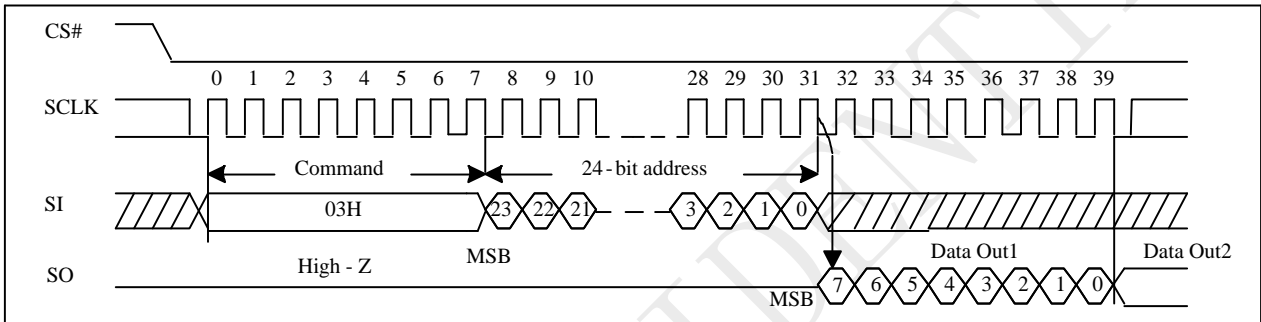 CS#
0 1 2 3 4 5 6 7 8 9 10 28 29 30 31 32 33 34 35 36 37 38 39
SCLK
Command 24-bit address
SI 03H 23 22 21 3 2 1 0
High - Z MSB Data Out1 Data Out2
SO MSB 7 6 5 4 3 2 1 0